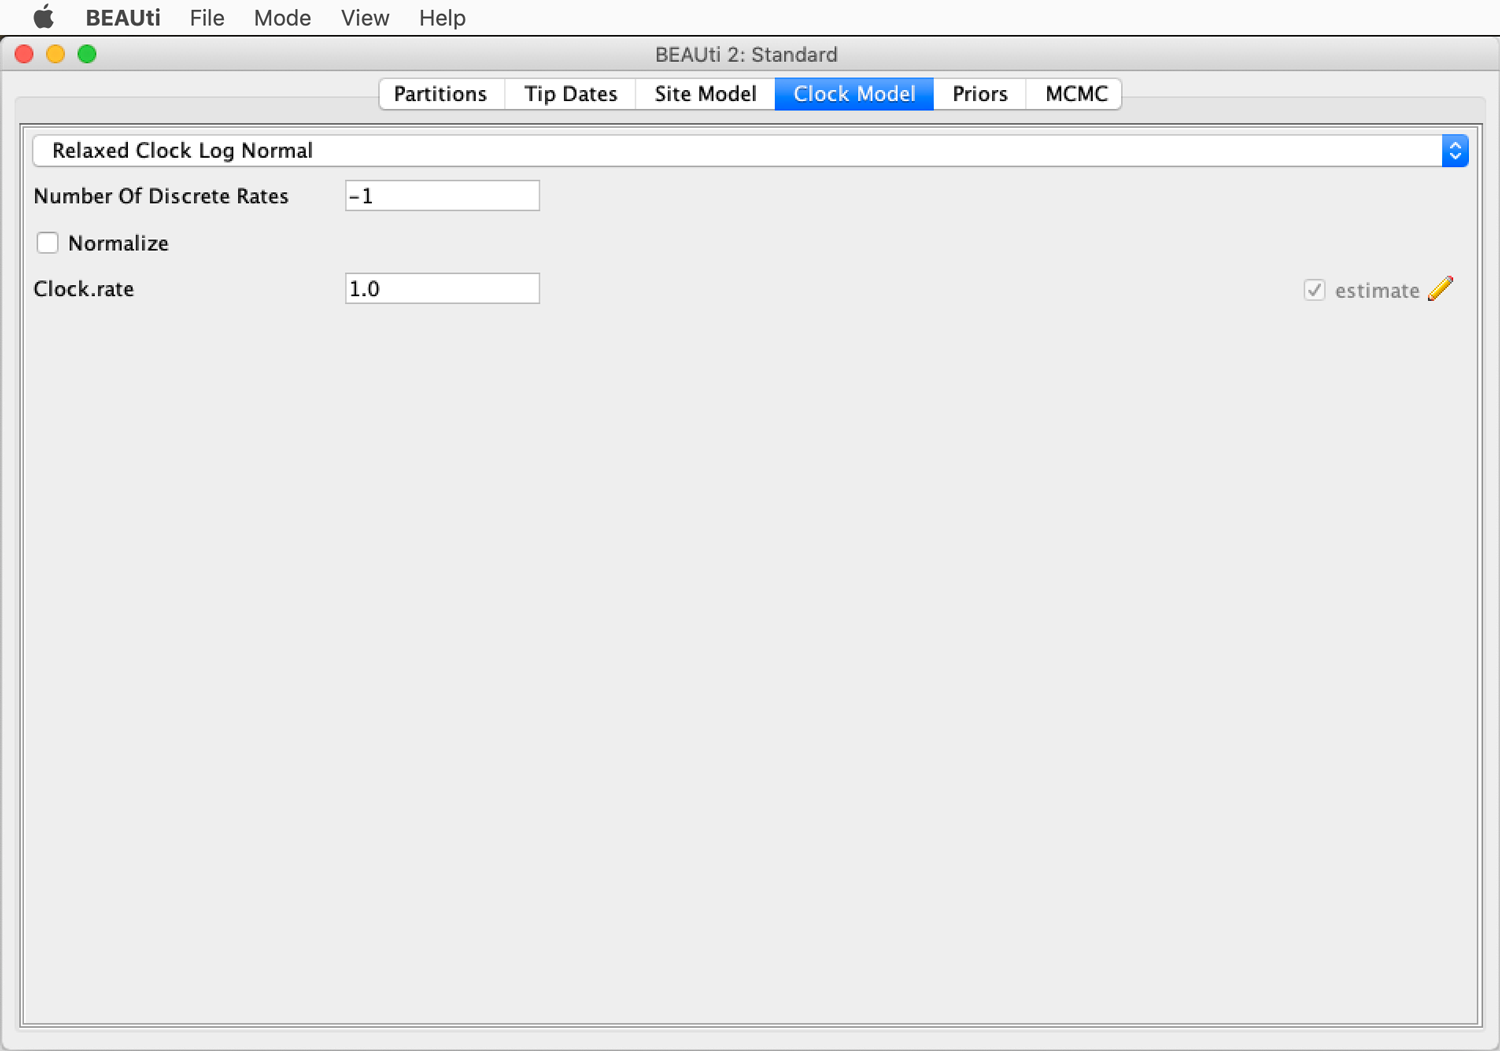 BEAUti File Mode View Help
BEAUti 2: Standard
Partitions Tip Dates Site Model Clock Model Priors MCMC
Relaxed Clock Log Normal
Number Of Discrete Rates -1
Normalize
Clock.rate 1.0 estimate